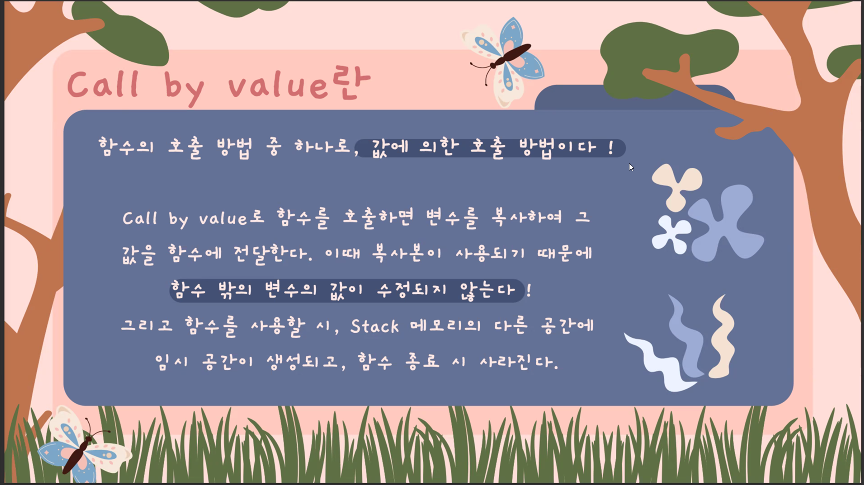 Call by value란
함수의 호출 방법 중 하나로, 값에 의한 호출 방법이다 !
Call by value로 함수를 호출하면 변수를 복사하여 그
값을 함수에 전달한다. 이때 복사본이 사용되기 때문에
함수 밖의 변수의 값이 수정되지 않는다 !
그리고 함수를 사용할 시, Stack 메모리의 다른 공간에
임시 공간이 생성되고, 함수 종료 시 사라진다.